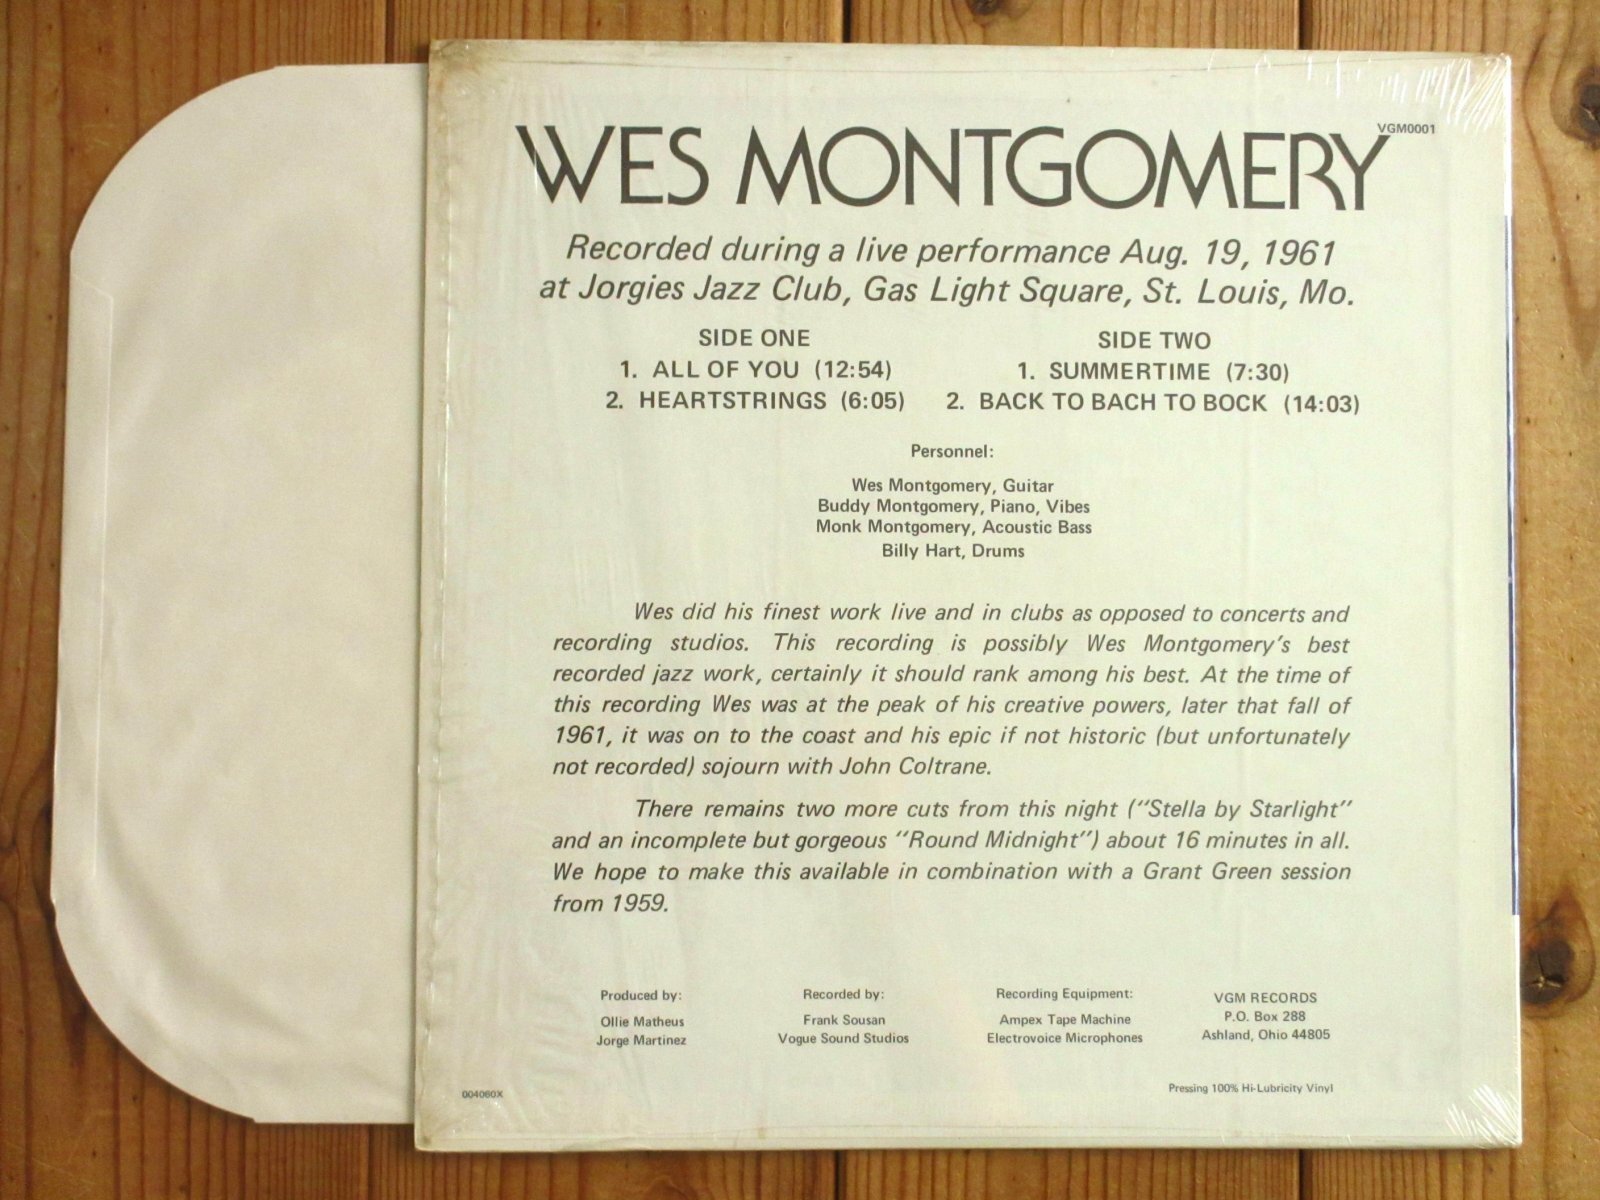 VGM0001
WES MONTGOMERY
Recorded during a live performance Aug. 19, 1961
at Jorgies Jazz Club, Gas Light Square, St. Louis, Mo.
SIDE ONE
1. ALL OF YOU (12:54)
2. HEARTSTRINGS (6:05)
SIDE TWO
1. SUMMERTIME (7:30)
2. BACK TO BACH TO BOCK (14:03)
Personnel:
Wes Montgomery, Guitar
Buddy Montgomery, Piano, Vibes
Monk Montgomery, Acoustic Bass
Billy Hart, Drums
Wes did his finest work live and in clubs as opposed to concerts and
recording studios. This recording is possibly Wes Montgomery's best
recorded jazz work, certainly it should rank among his best. At the time of
this recording Wes was at the peak of his creative powers, later that fall of
1961, it was on to the coast and his epic if not historic (but unfortunately
not recorded) sojourn with John Coltrane.
There remains two more cuts from this night ("Stella by Starlight"
and an incomplete but gorgeous "Round Midnight") about 16 minutes in all.
We hope to make this available in combination with a Grant Green session
from 1959.
Produced by:
Ollie Matheus
Jorge Martinez
Recorded by:
Frank Sousan
Vogue Sound Studios
Recording Equipment:
Ampex Tape Machine
Electrovoice Microphones
VGM RECORDS
P.O. Box 288
Ashland, Ohio 44805
004060X
Pressing 100% Hi-Lubricity Vinyl